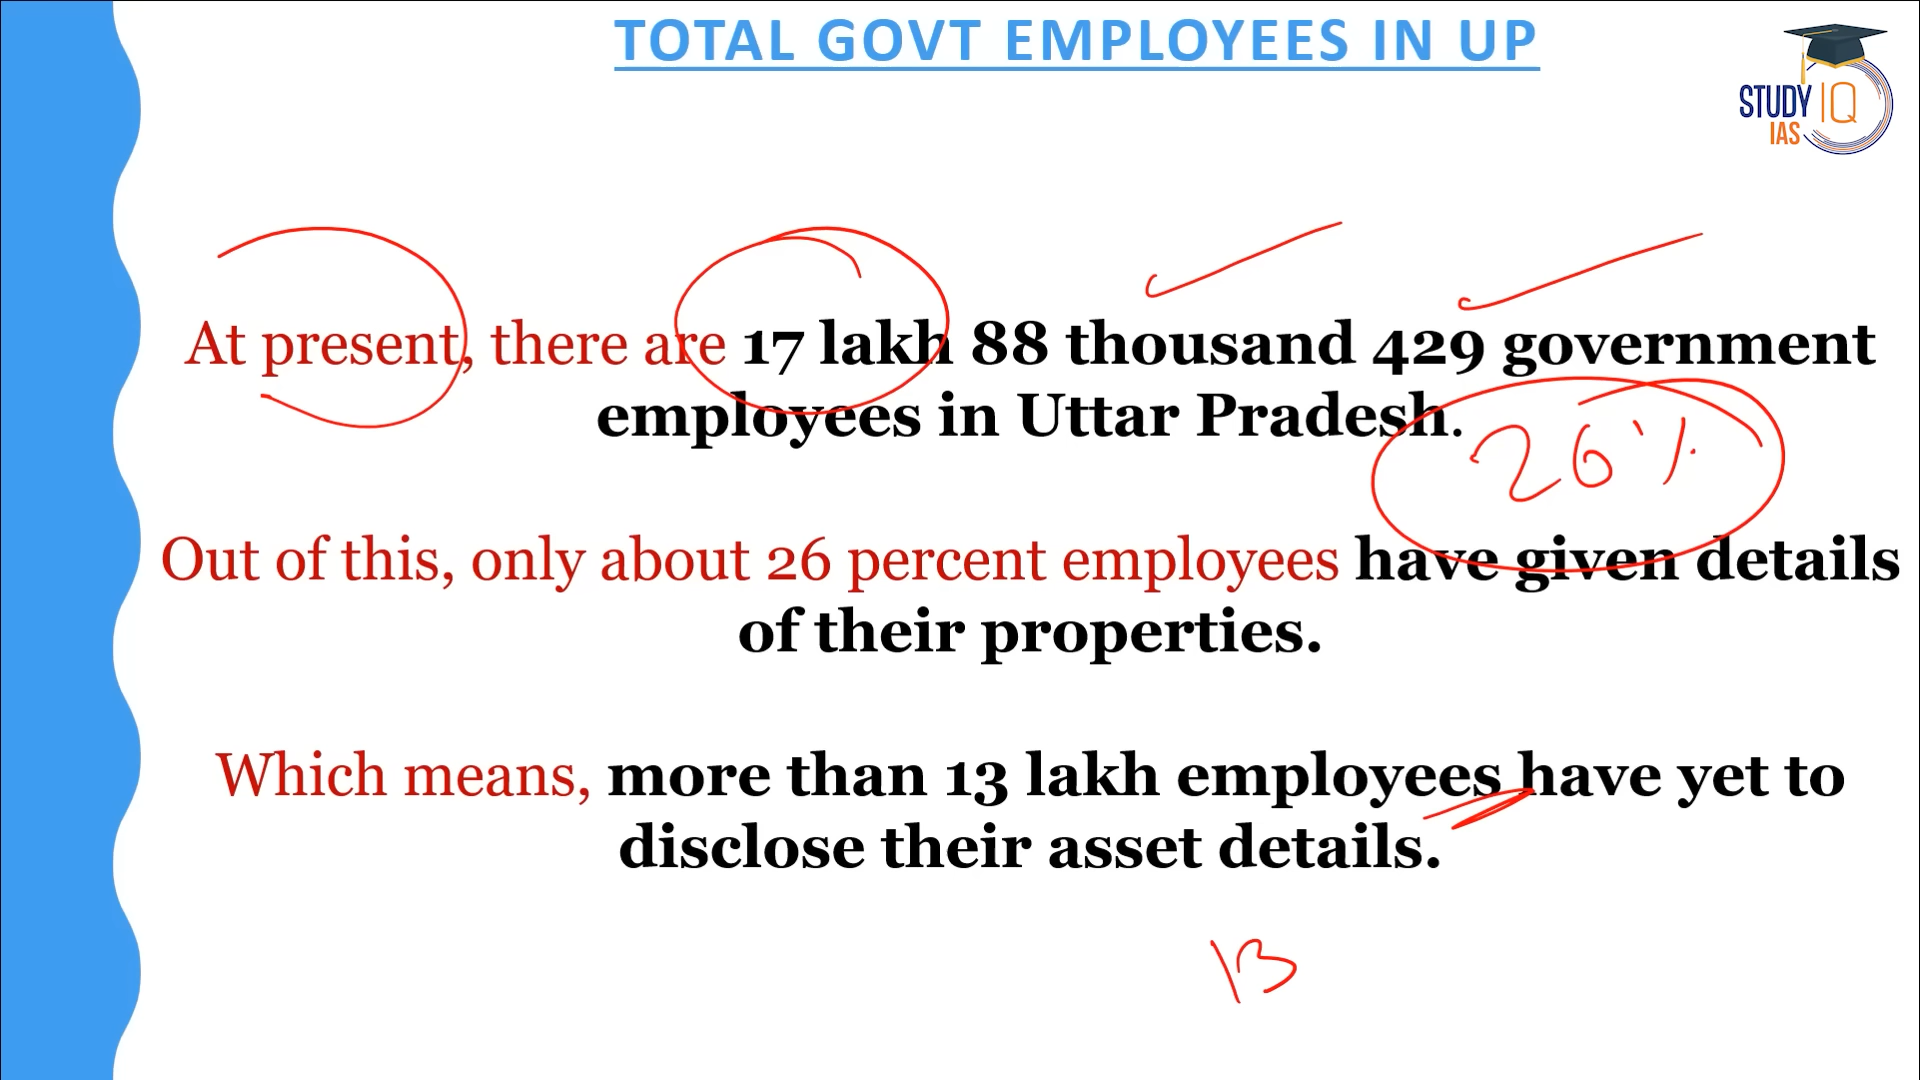 TOTAL GOVT EMPLOYEES IN UP
STUDY IQ
IAS
At present, there are 17 lakh 88 thousand 429 government
employees in Uttar Pradesh.
26%
Out of this, only about 26 percent employees have given details
of their properties.
Which means, more than 13 lakh employees have yet to
disclose their asset details.
13